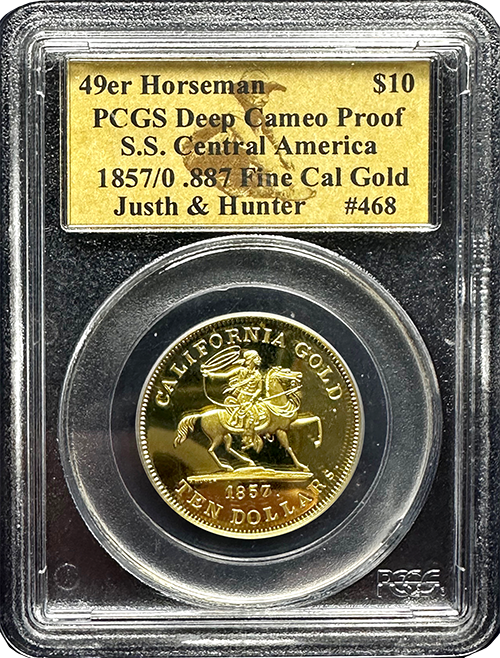 49er Horseman $10
PCGS Deep Cameo Proof
S.S. Central America
1857/0 .887 Fine Cal Gold
Justh & Hunter #468
CALIFORNIA GOLD
1857.
TEN DOLLARS.
PCGS